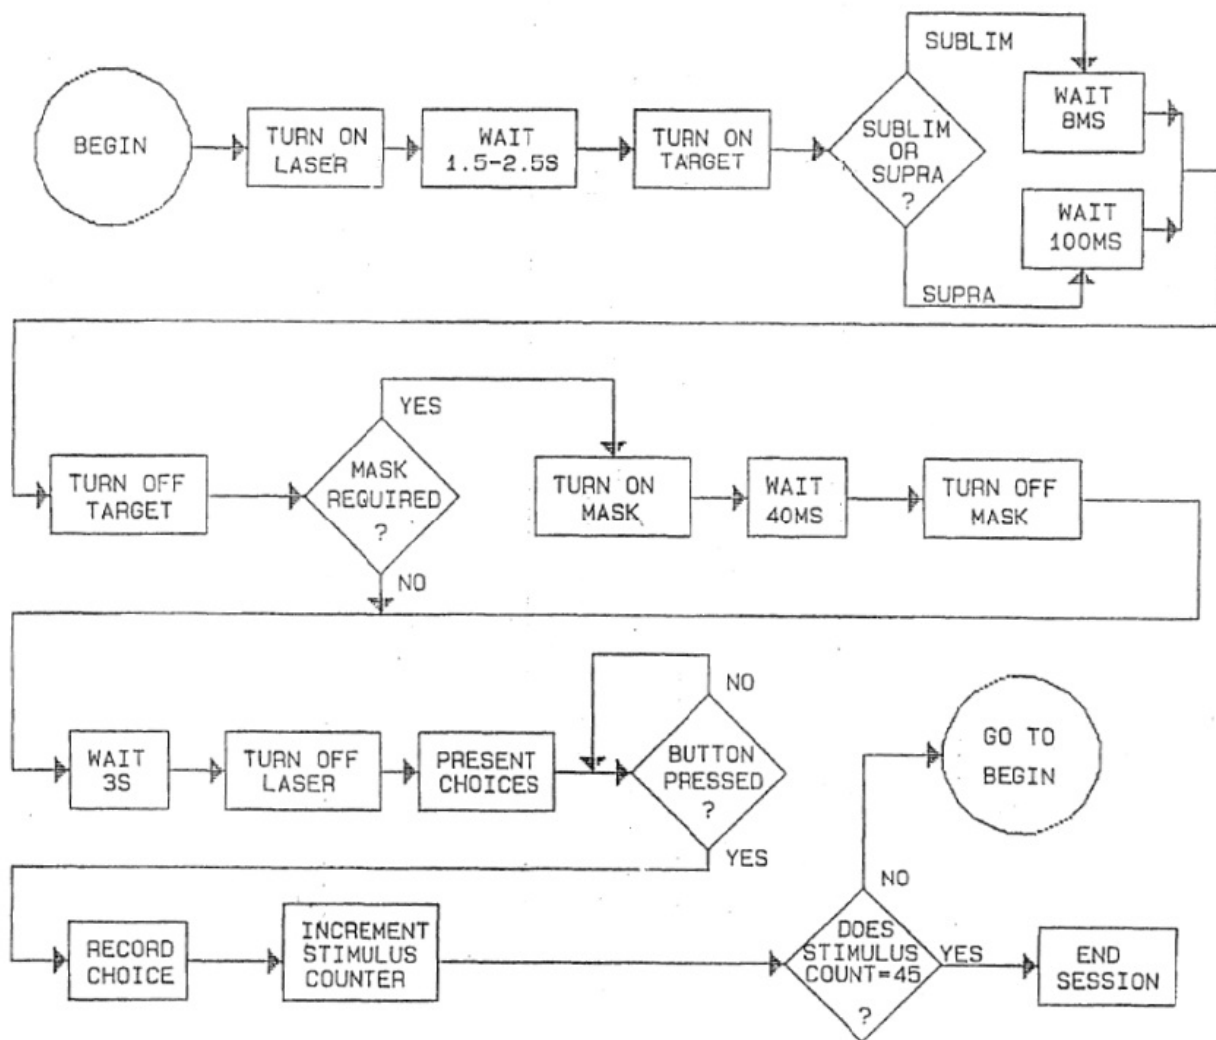 SUBLIM
BEGIN
TURN ON
LASER
WAIT
1.5-2.5S
TURN ON
TARGET
SUBLIM
OR
SUPRA
?
WAIT
8MS
WAIT
100MS
SUPRA
YES
TURN OFF
TARGET
MASK
REQUIRED
?
TURN ON
MASK
WAIT
40MS
TURN OFF
MASK
NO
WAIT
3S
TURN OFF
LASER
PRESENT
CHOICES
NO
BUTTON
PRESSED
?
YES
GO TO
BEGIN
NO
RECORD
CHOICE
INCREMENT
STIMULUS
COUNTER
DOES
STIMULUS
COUNT=45
?
YES
END
SESSION